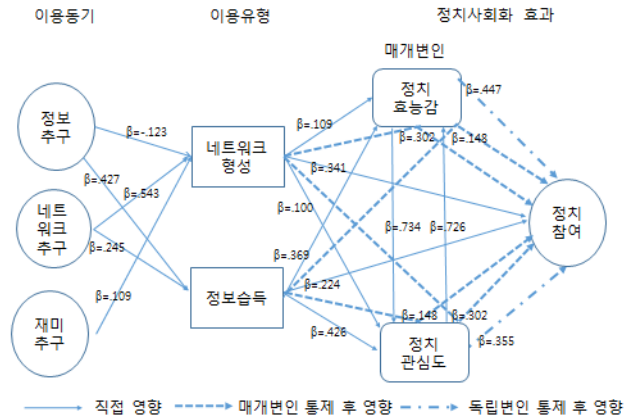 이용동기 이용유형 정치사회화 효과
매개변인
정치
효능감
β=.447
정보
추구
β=-.123
β=.109
β=.302
β=.148
네트워크
형성
β=.427
β=.543
β=.341
네트
워크
추구
β=.100
정치
참여
β=.245
β=.369
β=.734
β=.726
β=.109
정보습득
β=.224
재미
추구
β=.426
β=.148
β=.302
정치
관심도
β=.355
직접 영향 매개변인 통제 후 영향 독립변인 통제 후 영향